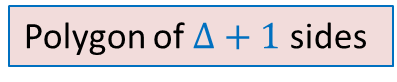 Polygon of Δ + 1 sides